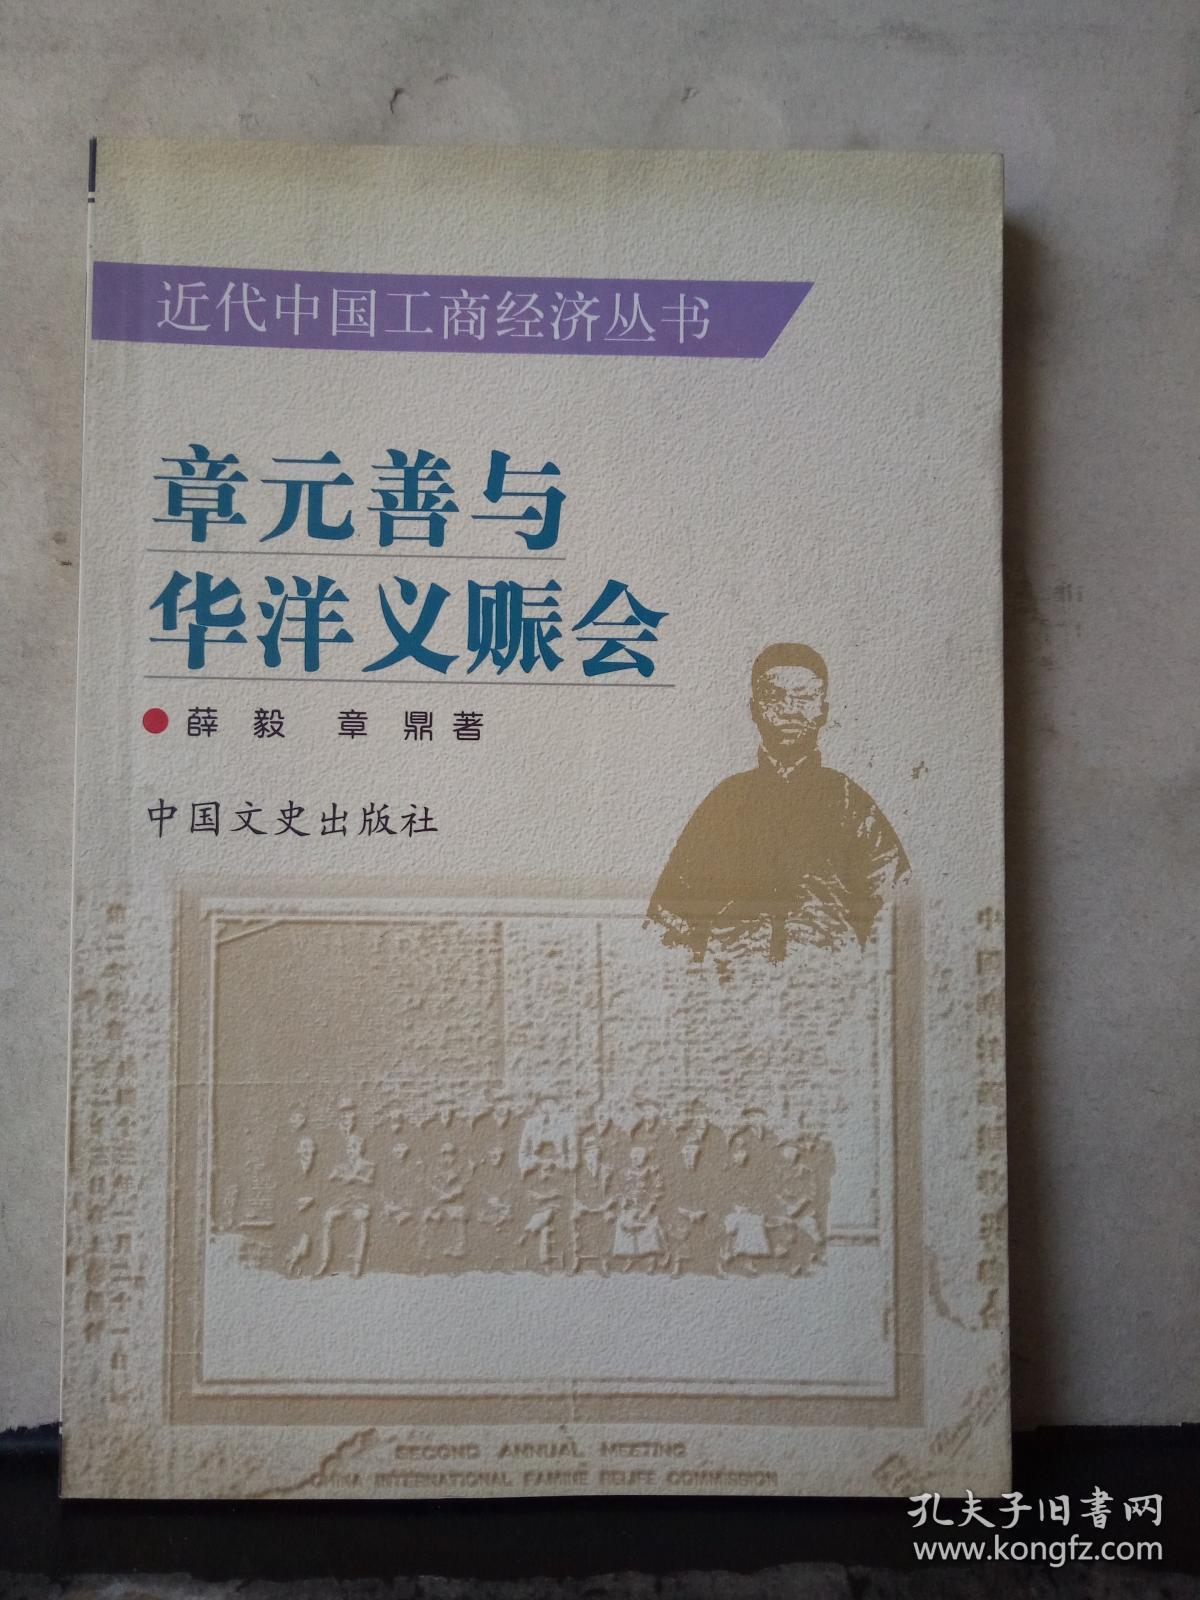 近代中国工商经济丛书
章元善与
华洋义赈会
薛毅 章鼎著
中国文史出版社
SECOND ANNUAL MEETING
CHINA INTERNATIONAL FAMINE RELIEF COMMISSION
孔夫子旧書网
www.kongfz.com